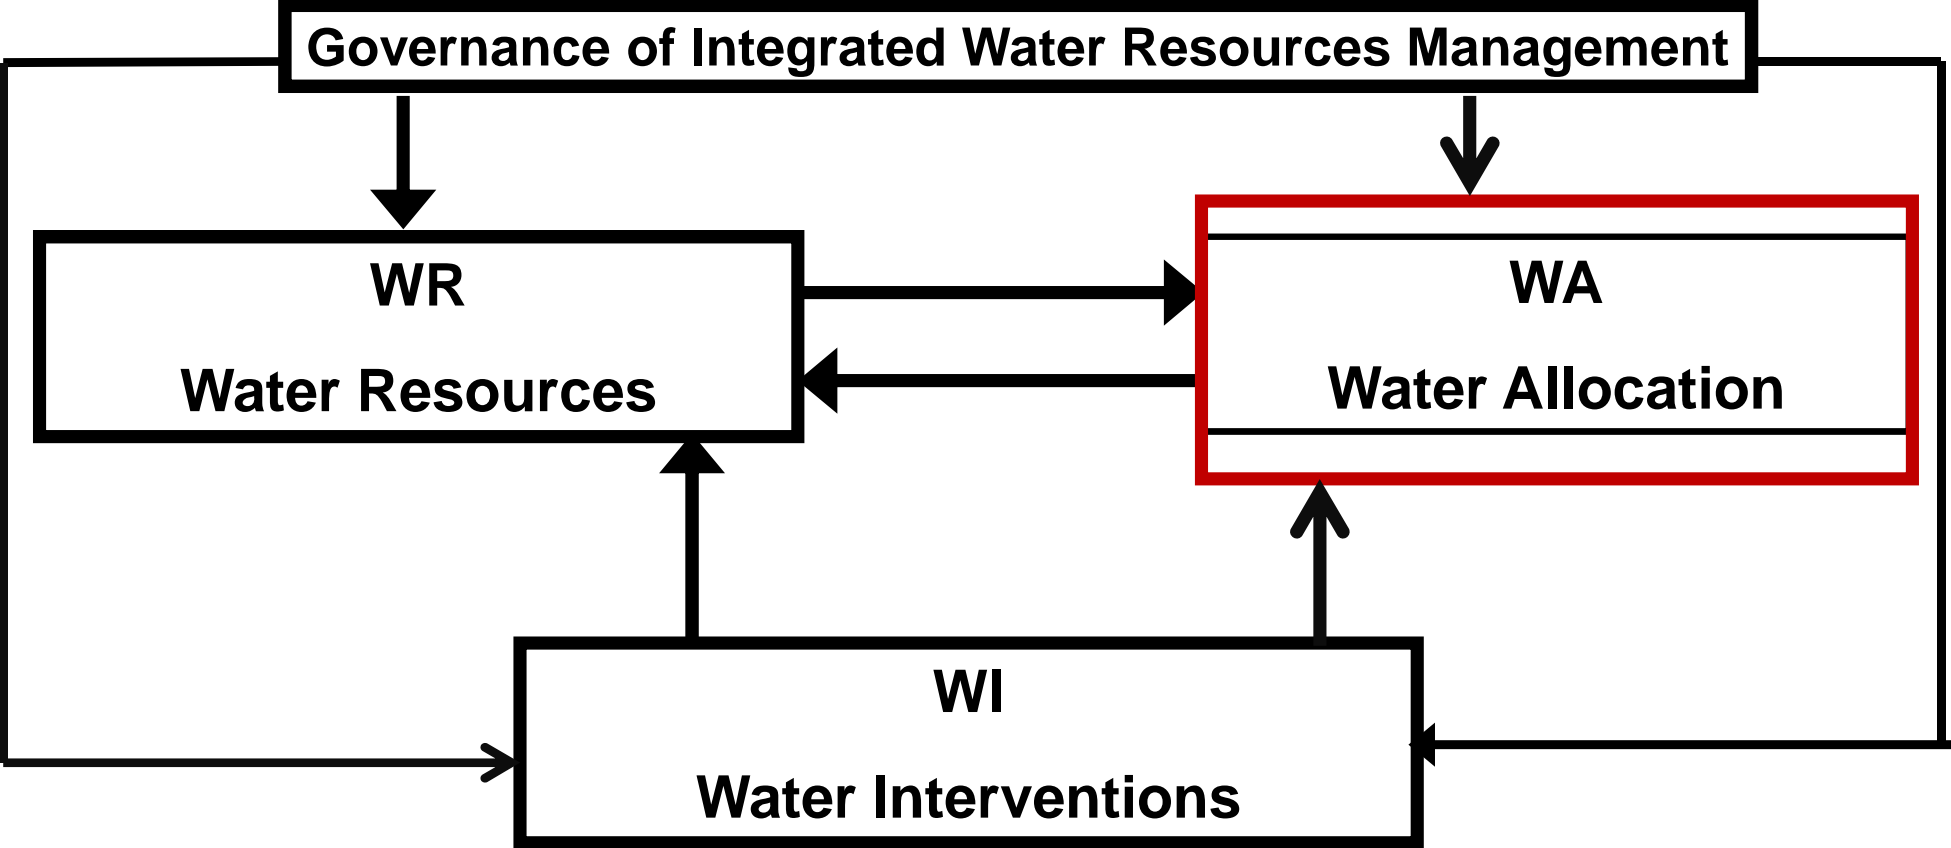 Governance of Integrated Water Resources Management
WR
Water Resources
WA
Water Allocation
WI
Water Interventions